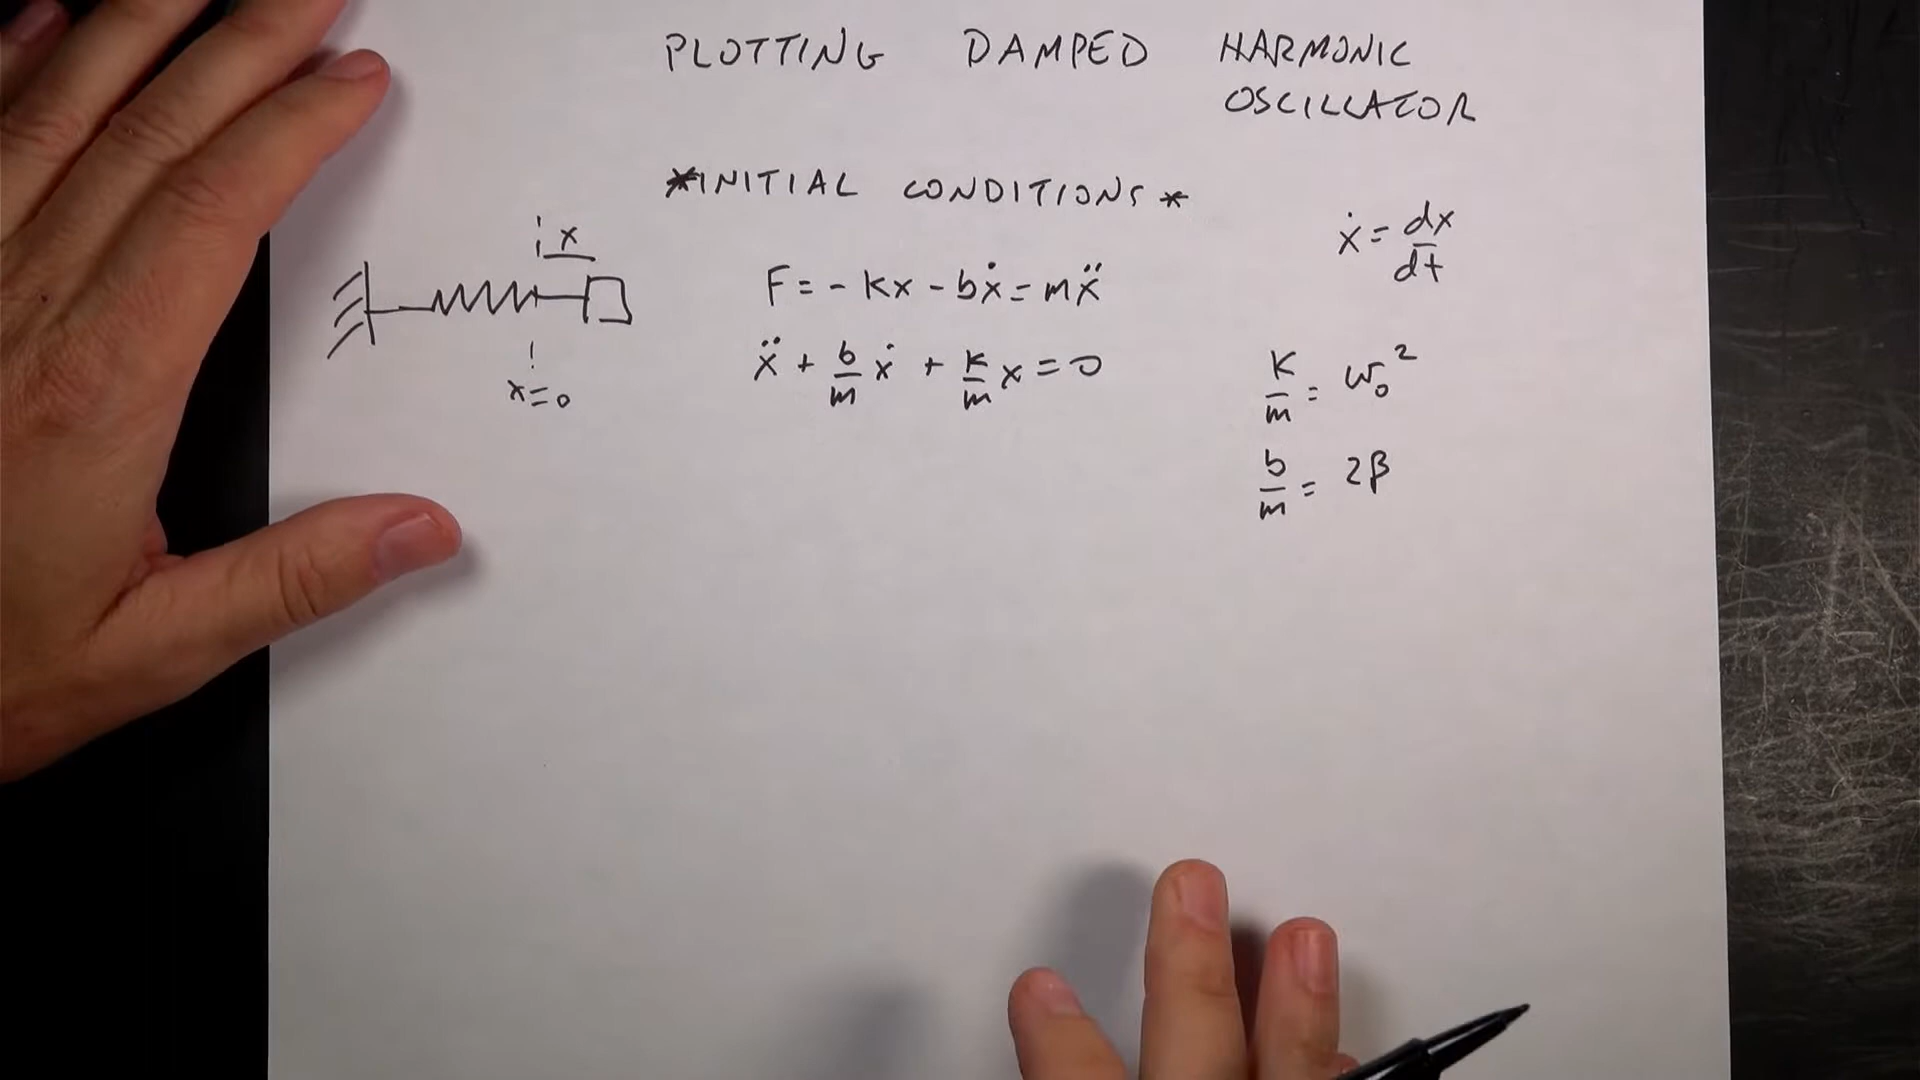 PLOTTING DAMPED HARMONIC
OSCILLATOR
*INITIAL CONDITIONS*
ẋ = dx/dt
x
F = - kx - bẋ = mẍ
ẍ + b/m ẋ + k/m x = 0
x=0
k/m = ω₀²
b/m = 2β